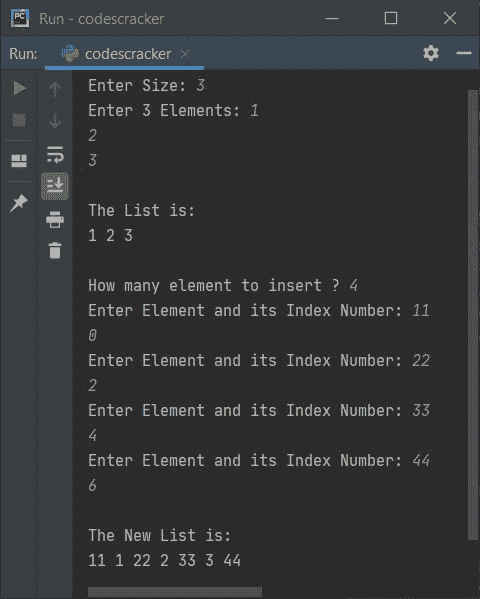 PC
Run - codescracker
Run:
codescracker
Enter Size: 3
Enter 3 Elements: 1
2
3
The List is:
1 2 3
How many element to insert ? 4
Enter Element and its Index Number: 11
0
Enter Element and its Index Number: 22
2
Enter Element and its Index Number: 33
4
Enter Element and its Index Number: 44
6
The New List is:
11 1 22 2 33 3 44